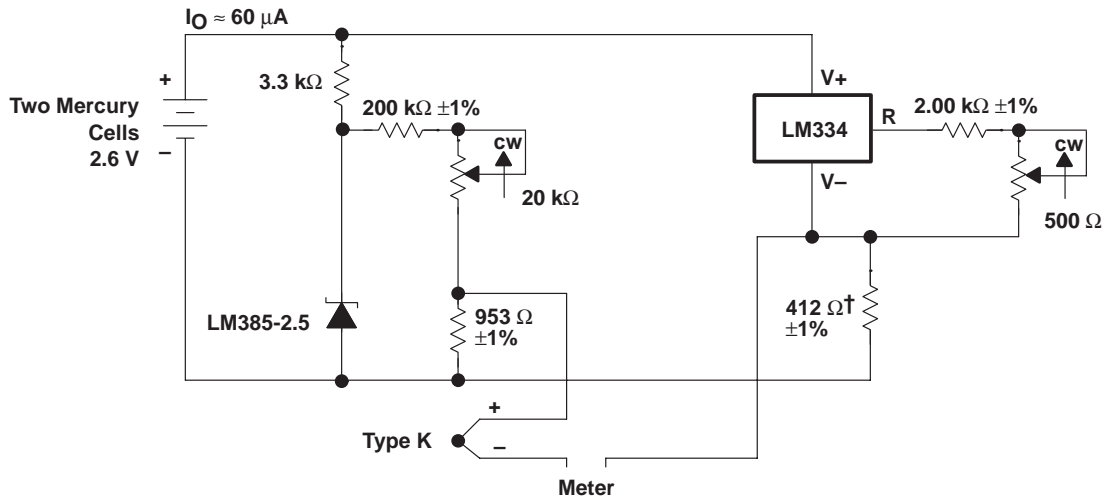 IO ≈ 60 μA
+
Two Mercury
Cells
2.6 V
–
3.3 kΩ
200 kΩ ±1%
cw
20 kΩ
LM385-2.5
953 Ω
±1%
V+
LM334
R
V–
2.00 kΩ ±1%
cw
500 Ω
412 Ω†
±1%
Type K
+
–
Meter